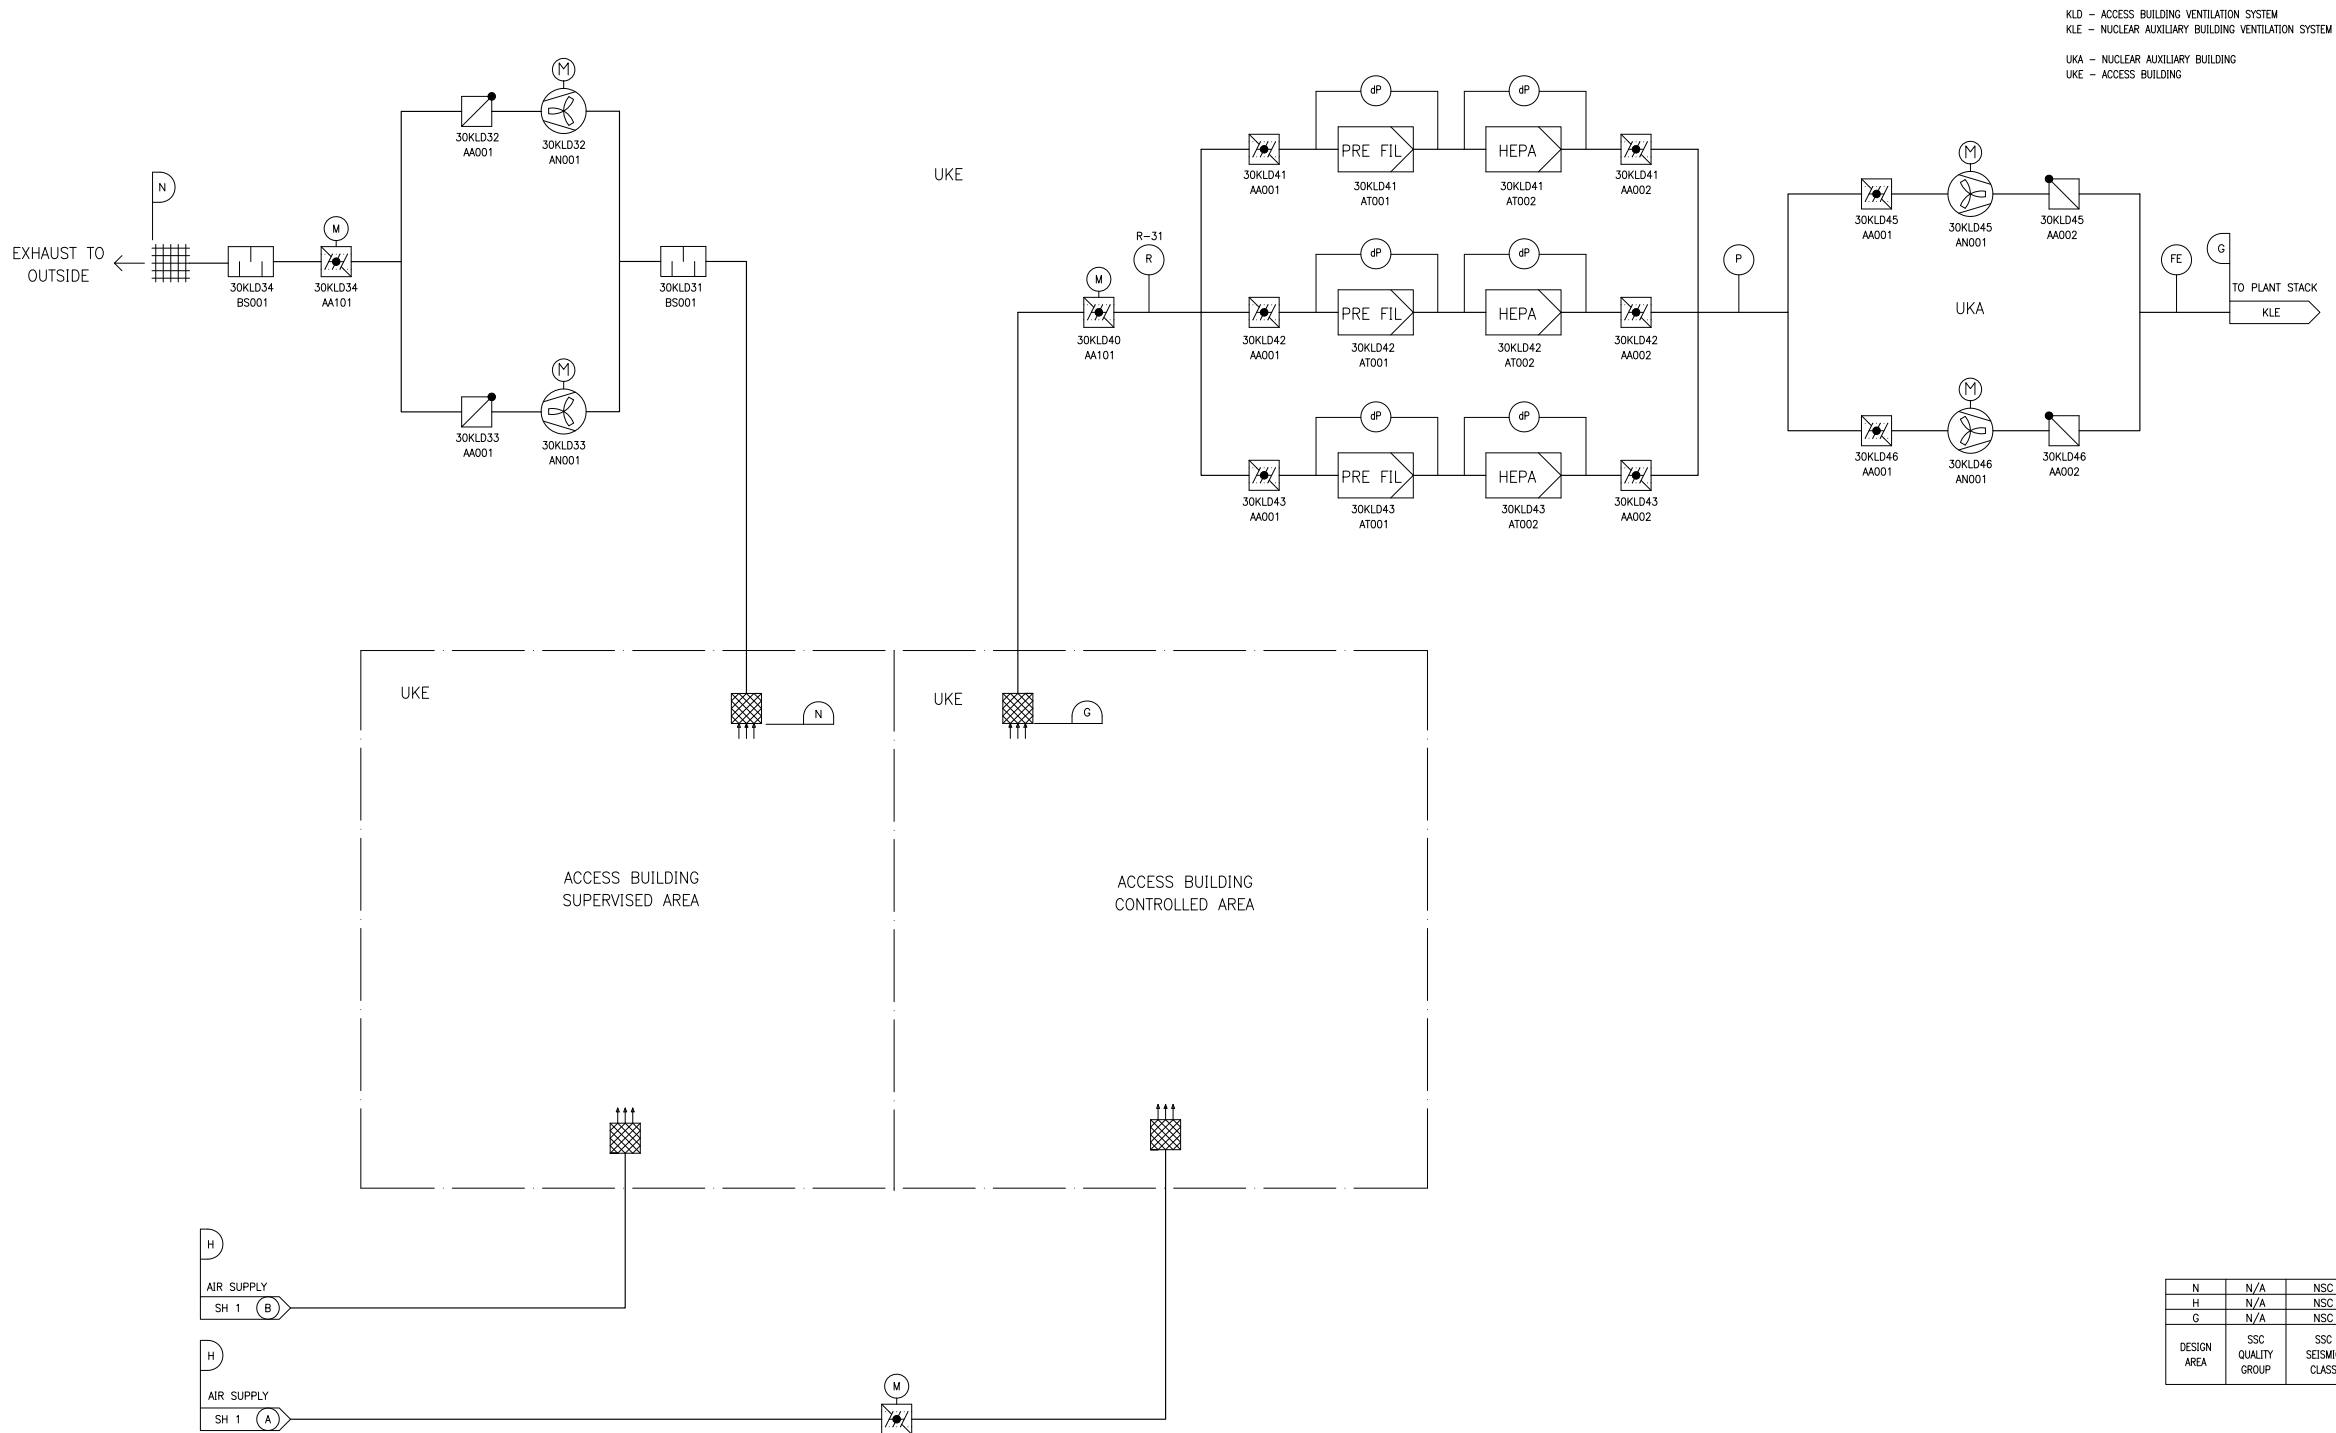 KLD – ACCESS BUILDING VENTILATION SYSTEM
KLE – NUCLEAR AUXILIARY BUILDING VENTILATION SYSTEM
UKA – NUCLEAR AUXILIARY BUILDING
UKE – ACCESS BUILDING
M
30KLD32
AA001
30KLD32
AN001
N
EXHAUST TO
OUTSIDE
30KLD34
BS001
M
30KLD34
AA101
30KLD31
BS001
M
30KLD33
AA001
30KLD33
AN001
UKE
M
30KLD40
AA101
R-31
R
dP
dP
30KLD41
AA001
PRE FIL
30KLD41
AT001
HEPA
30KLD41
AT002
30KLD41
AA002
dP
dP
30KLD42
AA001
PRE FIL
30KLD42
AT001
HEPA
30KLD42
AT002
30KLD42
AA002
dP
dP
30KLD43
AA001
PRE FIL
30KLD43
AT001
HEPA
30KLD43
AT002
30KLD43
AA002
P
M
30KLD45
AA001
30KLD45
AN001
30KLD45
AA002
UKA
M
30KLD46
AA001
30KLD46
AN001
30KLD46
AA002
FE
G
TO PLANT STACK
KLE
UKE
N
UKE
G
ACCESS BUILDING
SUPERVISED AREA
ACCESS BUILDING
CONTROLLED AREA
H
AIR SUPPLY
SH 1 B
H
AIR SUPPLY
SH 1 A
M
N N/A NSC
H N/A NSC
G N/A NSC
DESIGN
AREA
SSC
QUALITY
GROUP
SSC
SEISMI
CLASS